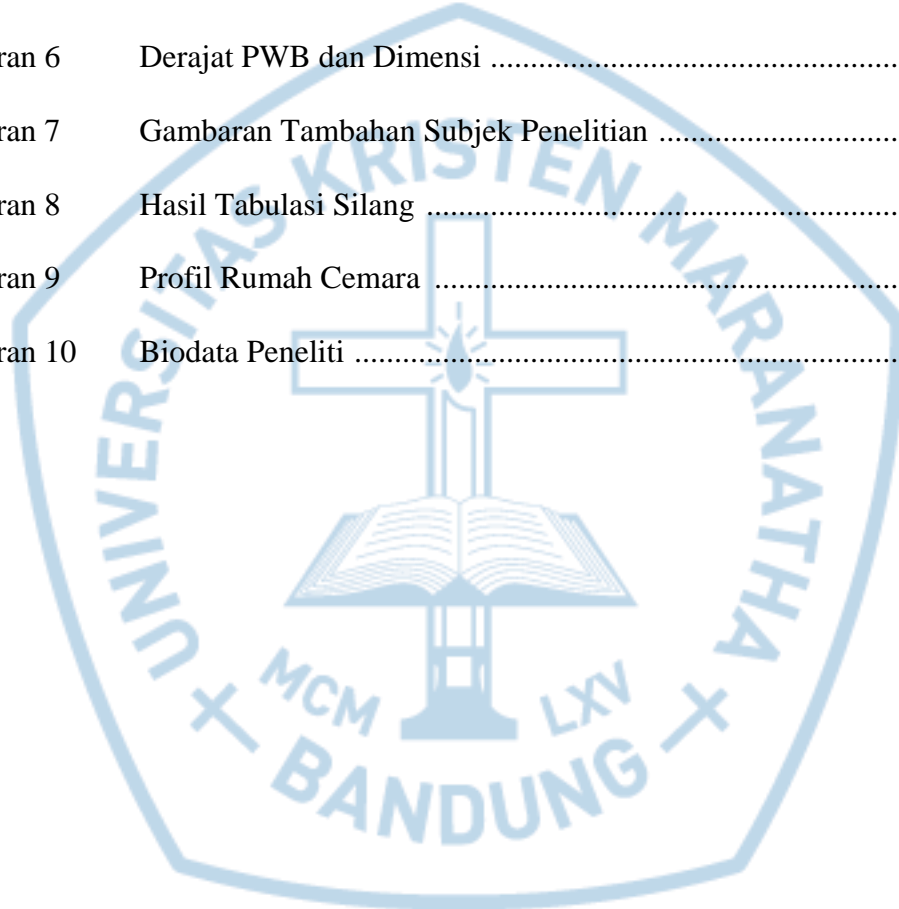 ran 6 Derajat PWB dan Dimensi ....................................................
ran 7 Gambaran Tambahan Subjek Penelitian ..............................
ran 8 Hasil Tabulasi Silang ............................................................
ran 9 Profil Rumah Cemara ..........................................................
ran 10 Biodata Peneliti .....................................................................
UNIVERSITAS KRISTEN MARANATHA
MCM LXV
BANDUNG